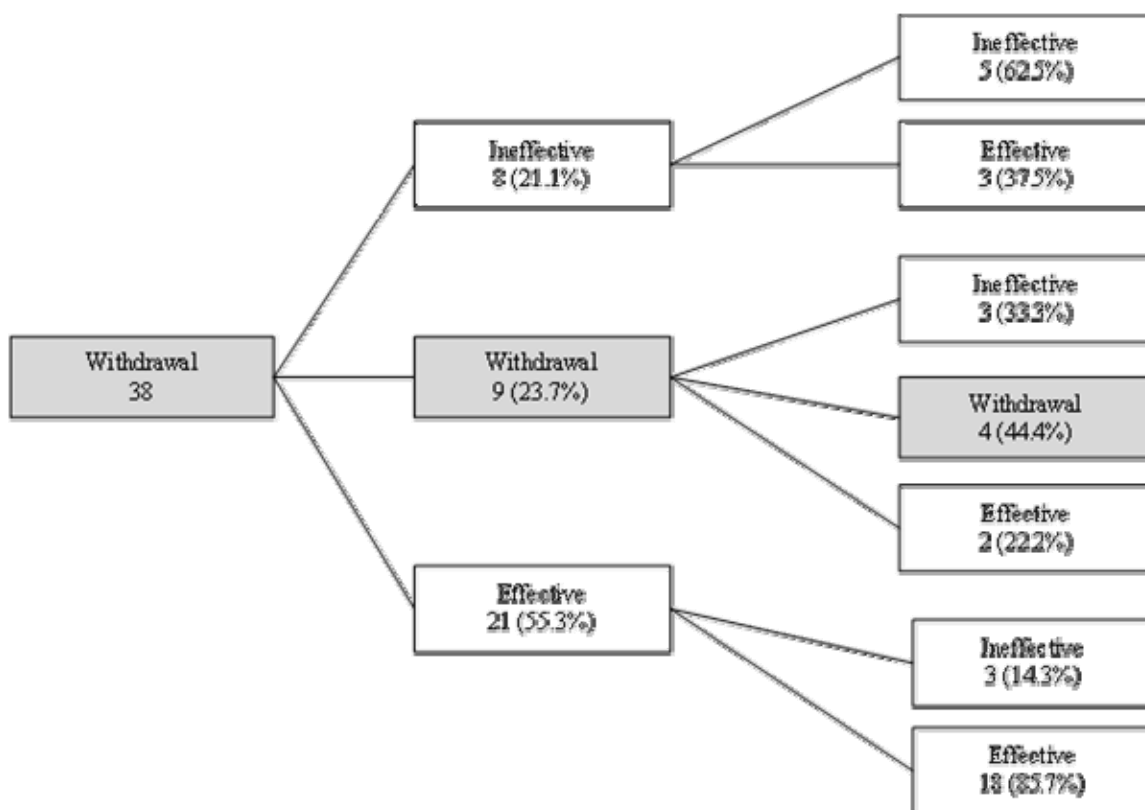 Withdrawal
38
Ineffective
8 (21.1%)
Withdrawal
9 (23.7%)
Effective
21 (55.3%)
Ineffective
5 (62.5%)
Effective
3 (37.5%)
Ineffective
3 (33.3%)
Withdrawal
4 (44.4%)
Effective
2 (22.2%)
Ineffective
3 (14.3%)
Effective
18 (85.7%)